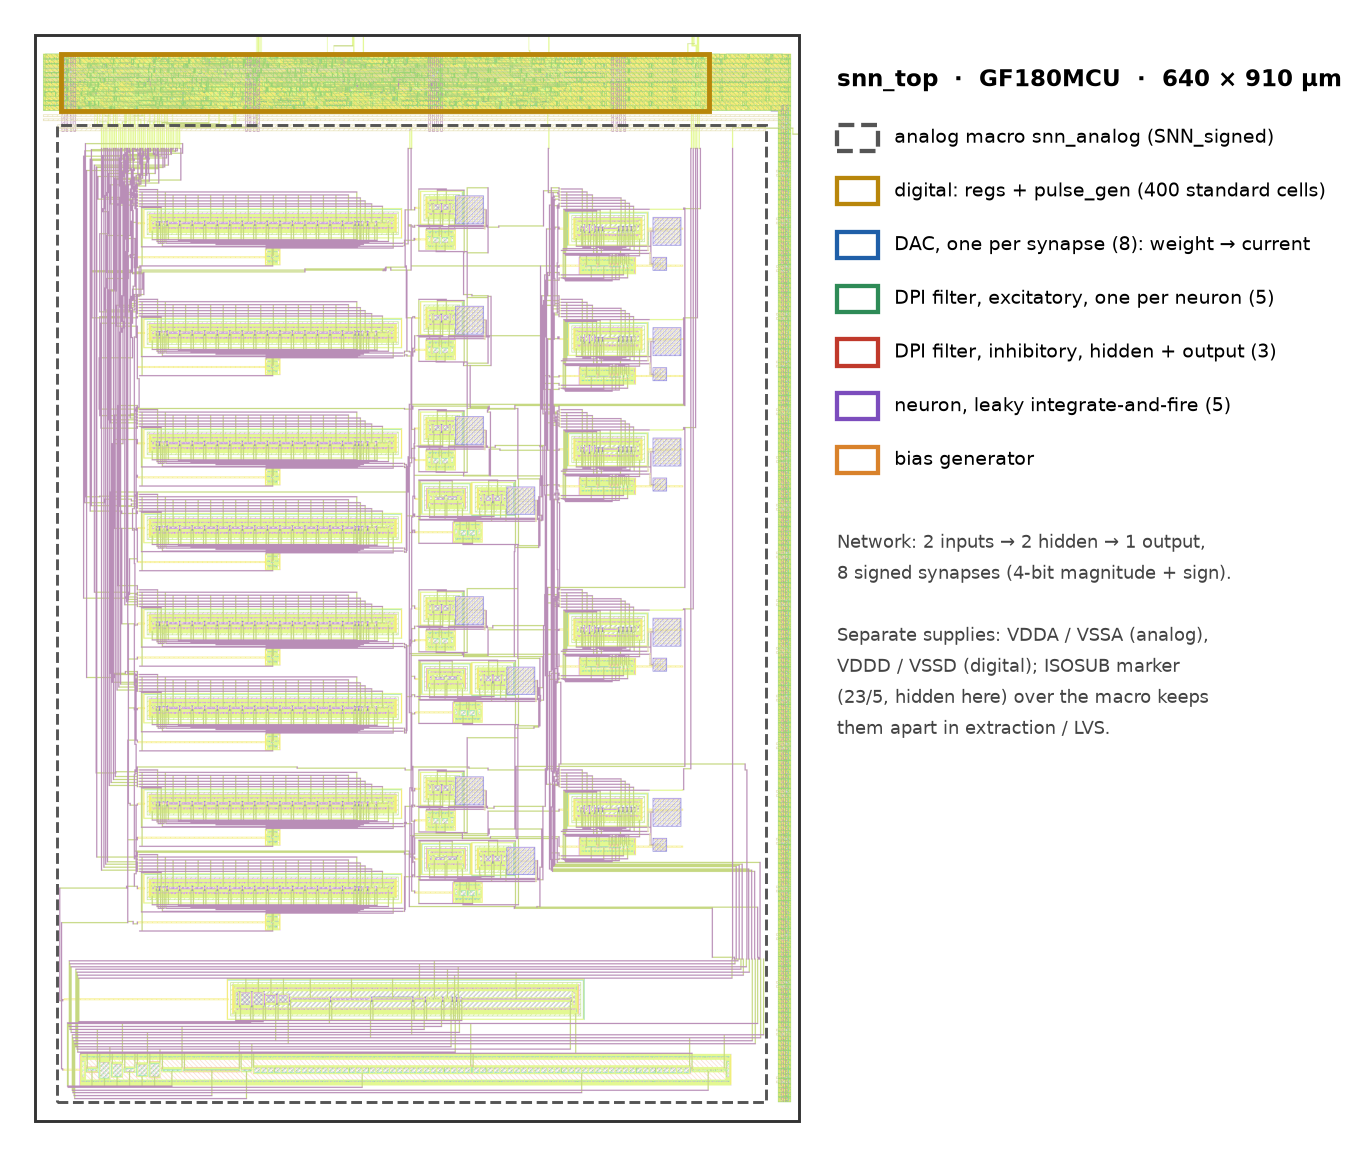 snn_top · GF180MCU · 640 × 910 µm
analog macro snn_analog (SNN_signed)
digital: regs + pulse_gen (400 standard cells)
DAC, one per synapse (8): weight → current
DPI filter, excitatory, one per neuron (5)
DPI filter, inhibitory, hidden + output (3)
neuron, leaky integrate-and-fire (5)
bias generator
Network: 2 inputs → 2 hidden → 1 output,
8 signed synapses (4-bit magnitude + sign).
Separate supplies: VDDA / VSSA (analog),
VDDD / VSSD (digital); ISOSUB marker
(23/5, hidden here) over the macro keeps
them apart in extraction / LVS.